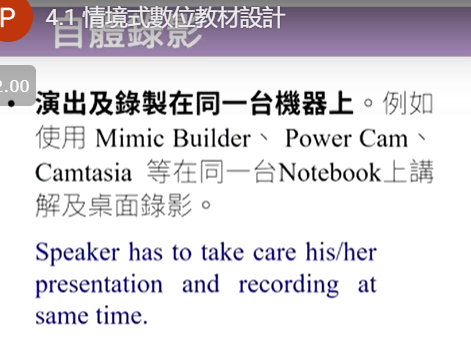 P
4.1 情境式數位教材設計
自體錄影
2.00
• 演出及錄製在同一台機器上。例如
使用 Mimic Builder、 Power Cam、
Camtasia 等在同一台Notebook上講
解及桌面錄影。
Speaker has to take care his/her
presentation and recording at
same time.